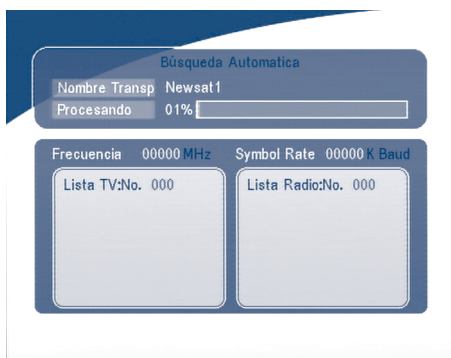 Búsqueda Automatica
Nombre Transp Newsat1
Procesando 01%
Frecuencia 00000 MHz Symbol Rate 00000 K Baud
Lista TV:No. 000 Lista Radio:No. 000